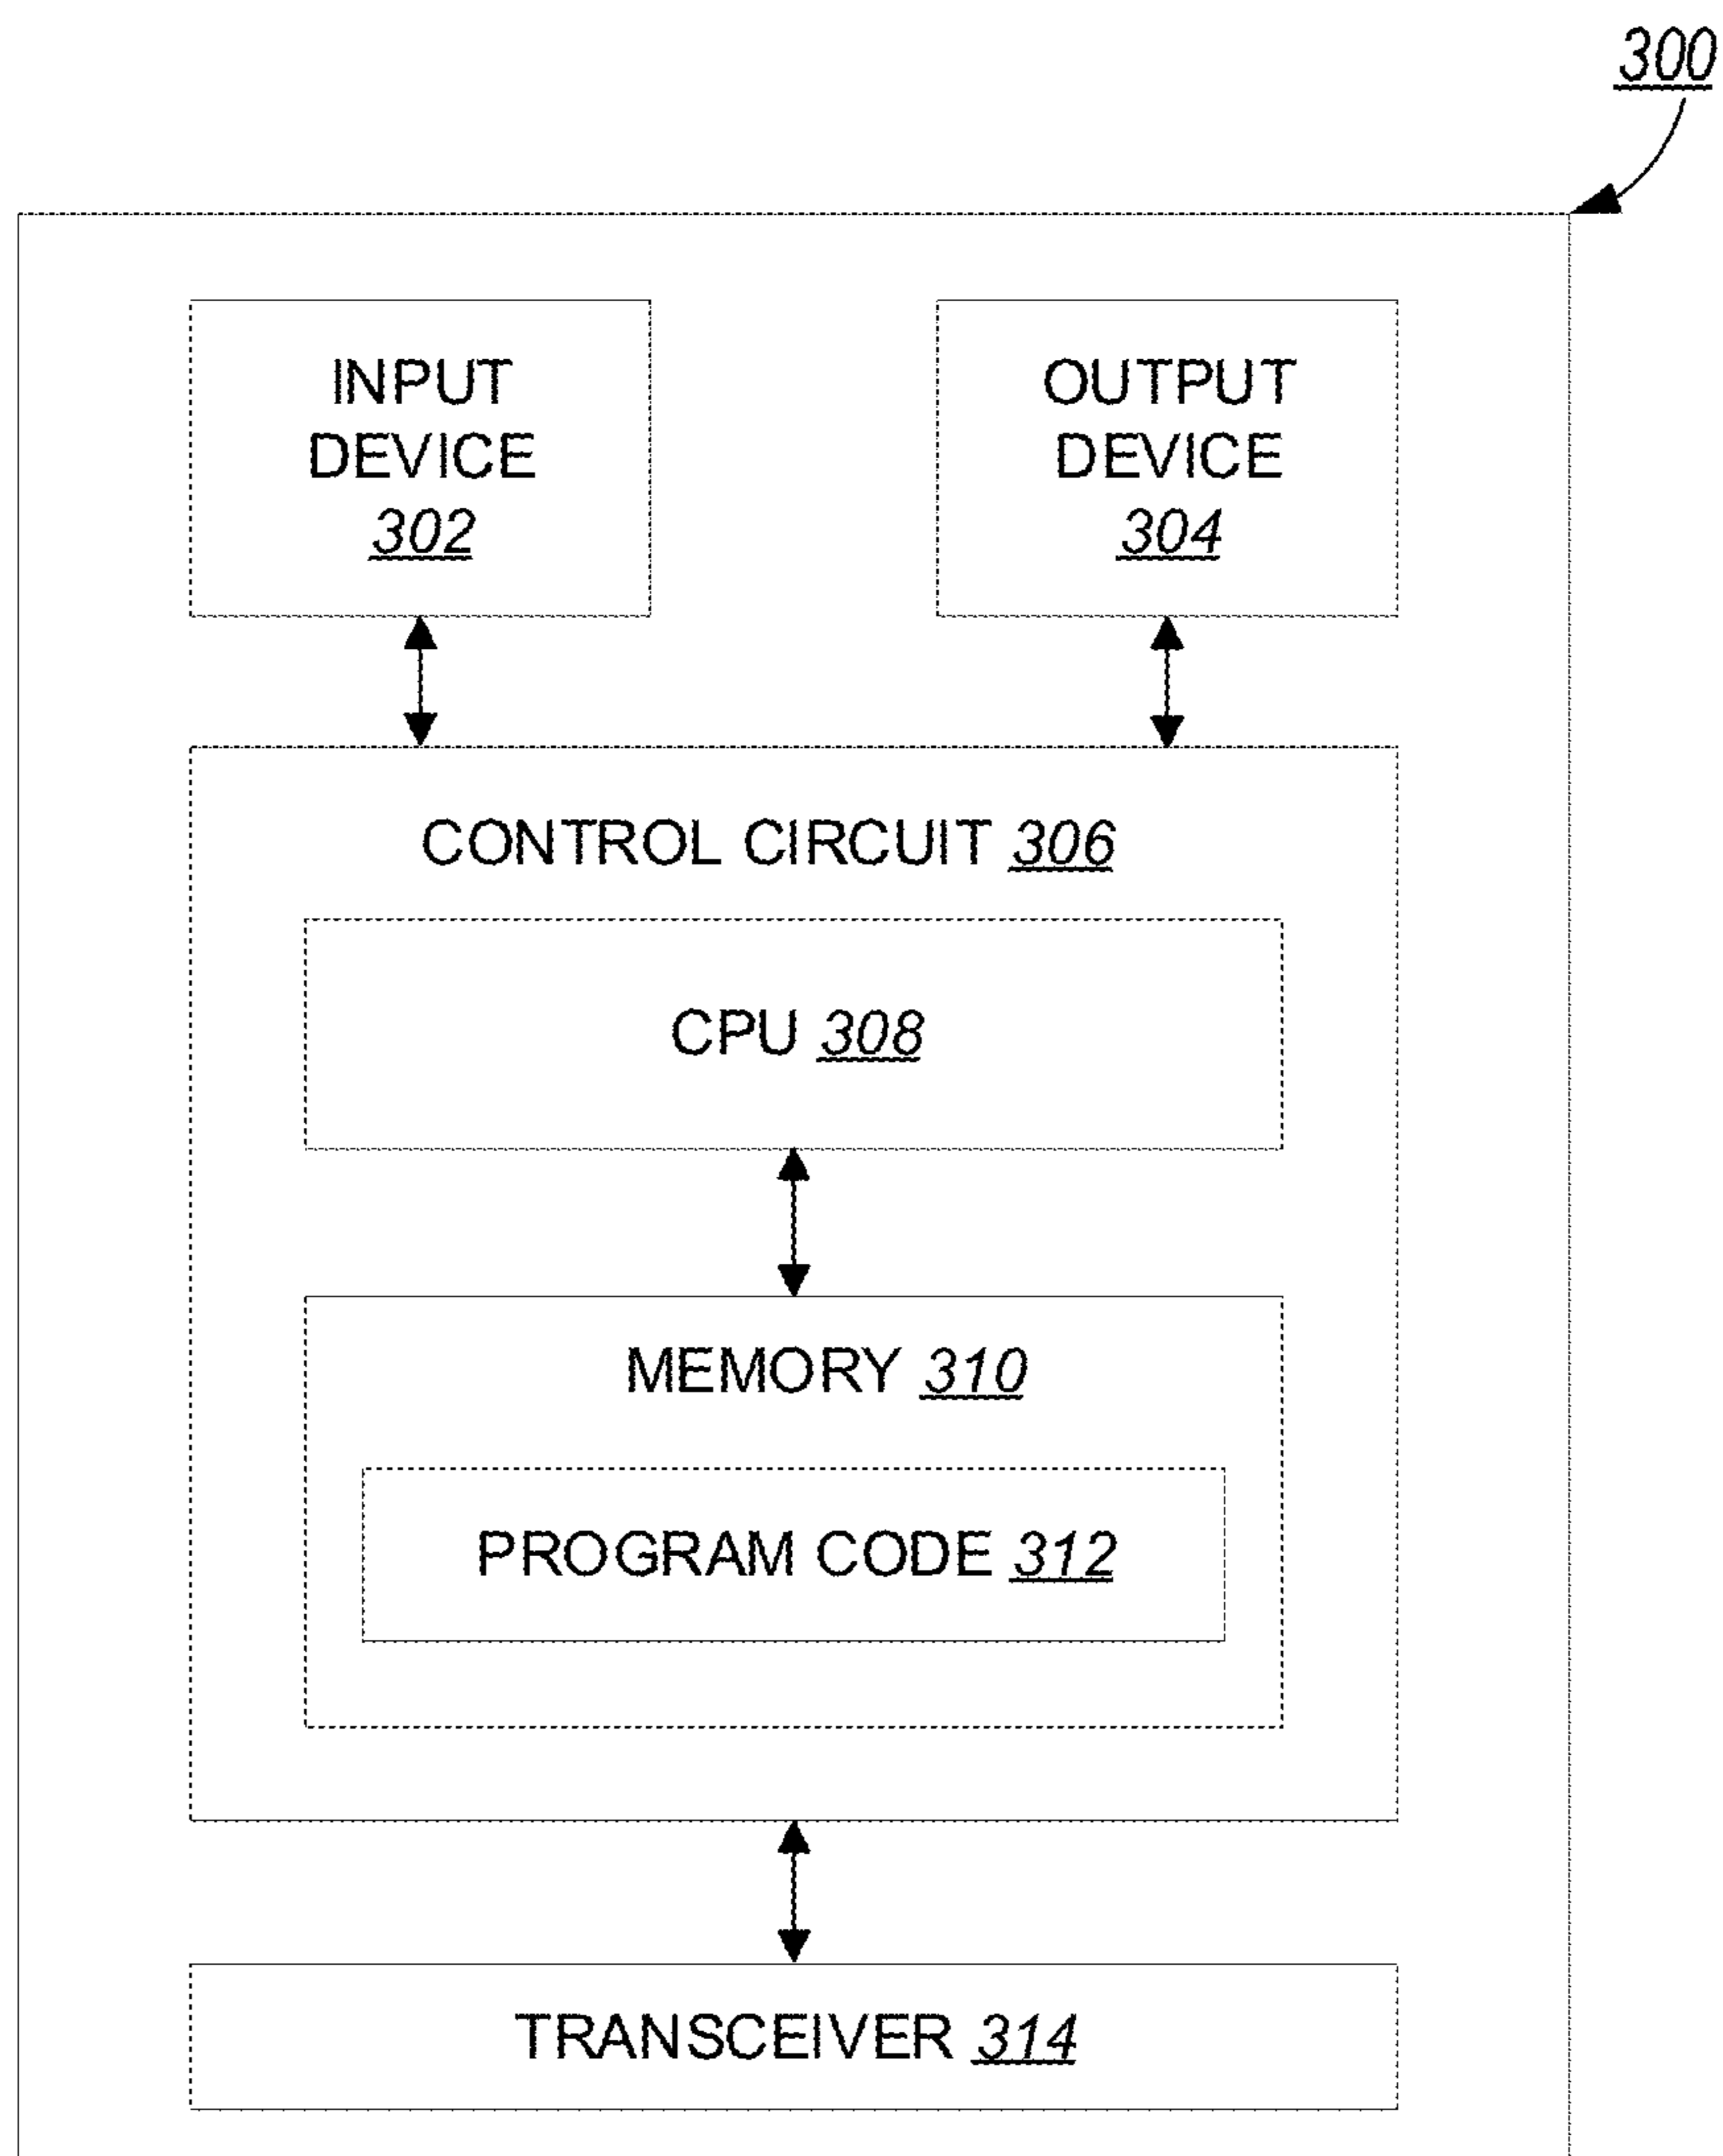 300
INPUT
DEVICE
302
OUTPUT
DEVICE
304
CONTROL CIRCUIT 306
CPU 308
MEMORY 310
PROGRAM CODE 312
TRANSCEIVER 314